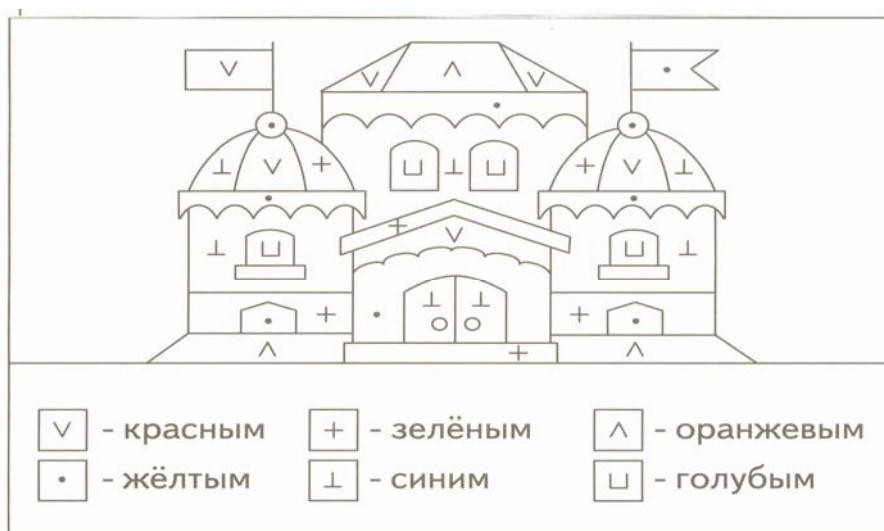 - красным - зелёным - оранжевым
- жёлтым - синим - голубым